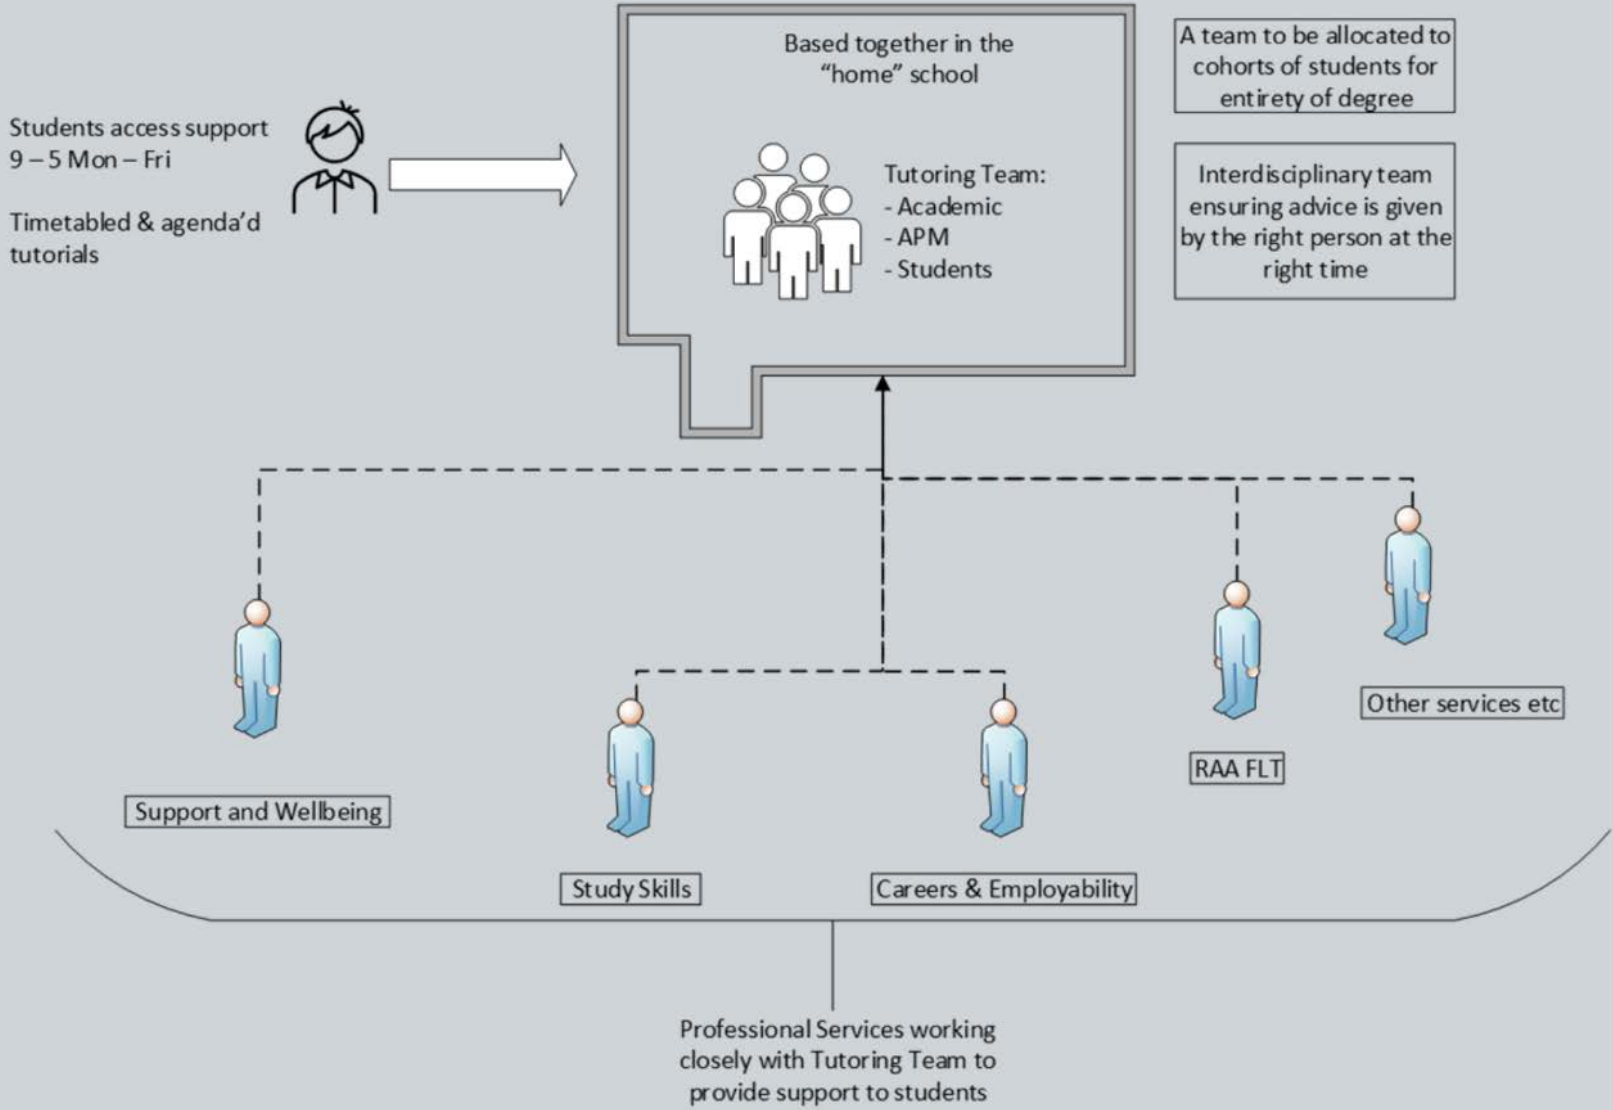 Students access support
9 – 5 Mon – Fri
Timetabled & agenda’d
tutorials
Based together in the
“home” school
Tutoring Team:
- Academic
- APM
- Students
A team to be allocated to
cohorts of students for
entirety of degree
Interdisciplinary team
ensuring advice is given
by the right person at the
right time
Support and Wellbeing
Study Skills
Careers & Employability
RAA FLT
Other services etc
Professional Services working
closely with Tutoring Team to
provide support to students